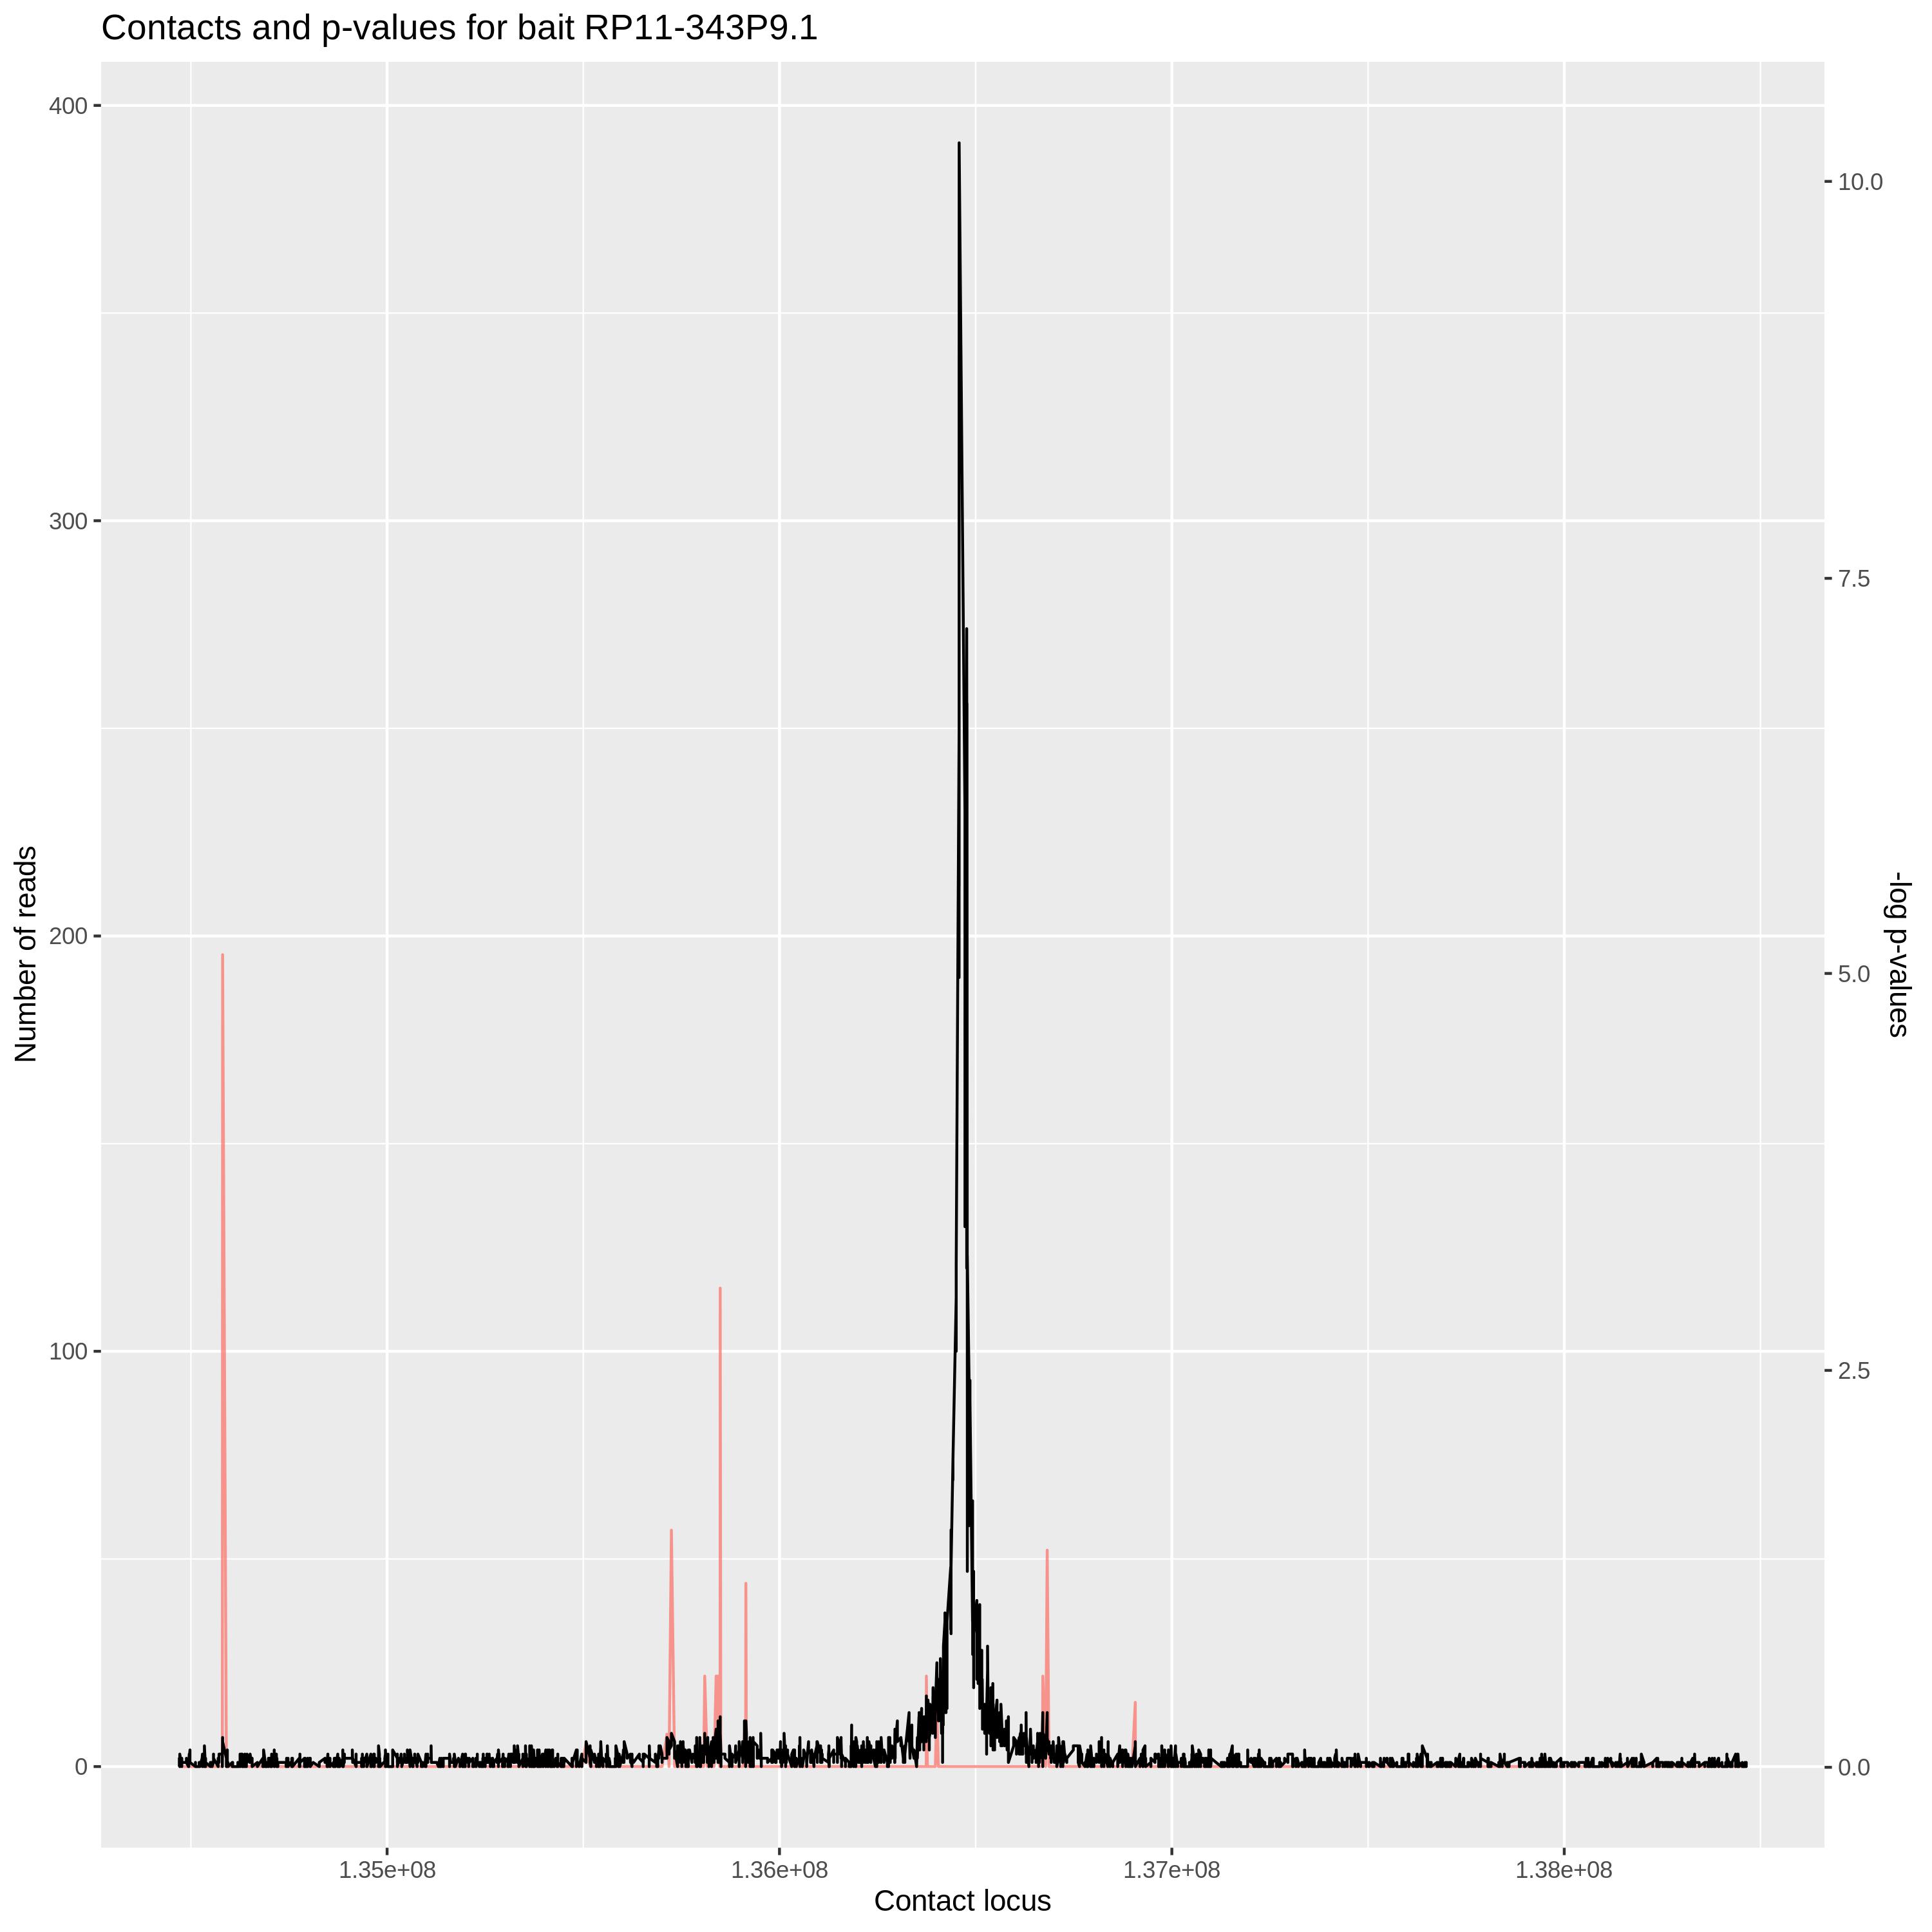 Contacts and p-values for bait RP11-343P9.1
400
300
200
100
0
10.0
7.5
5.0
2.5
0.0
Number of reads
-log p-values
1.35e+08
1.36e+08
1.37e+08
1.38e+08
Contact locus